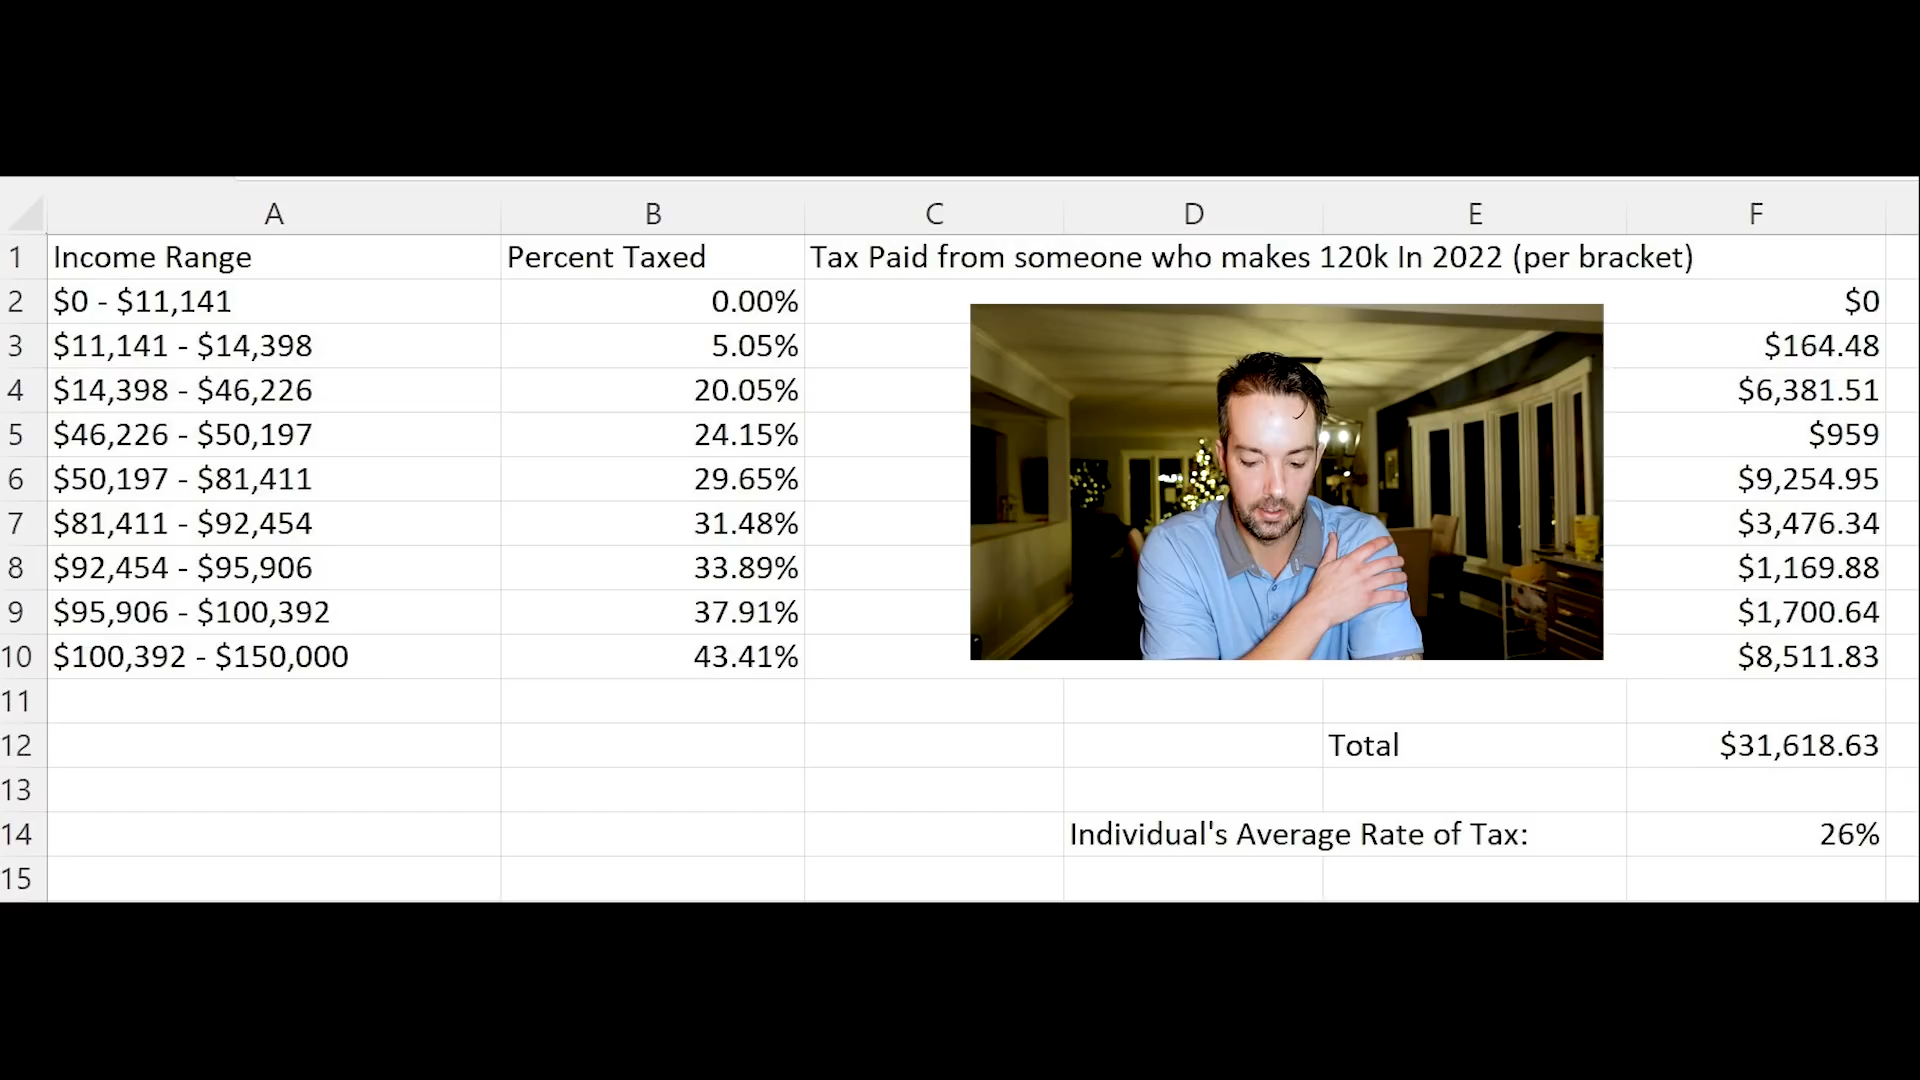 A B C D E F
1 Income Range Percent Taxed Tax Paid from someone who makes 120k In 2022 (per bracket)
2 $0 - $11,141 0.00% $0
3 $11,141 - $14,398 5.05% $164.48
4 $14,398 - $46,226 20.05% $6,381.51
5 $46,226 - $50,197 24.15% $959
6 $50,197 - $81,411 29.65% $9,254.95
7 $81,411 - $92,454 31.48% $3,476.34
8 $92,454 - $95,906 33.89% $1,169.88
9 $95,906 - $100,392 37.91% $1,700.64
10 $100,392 - $150,000 43.41% $8,511.83
11
12 Total $31,618.63
13
14 Individual's Average Rate of Tax: 26%
15